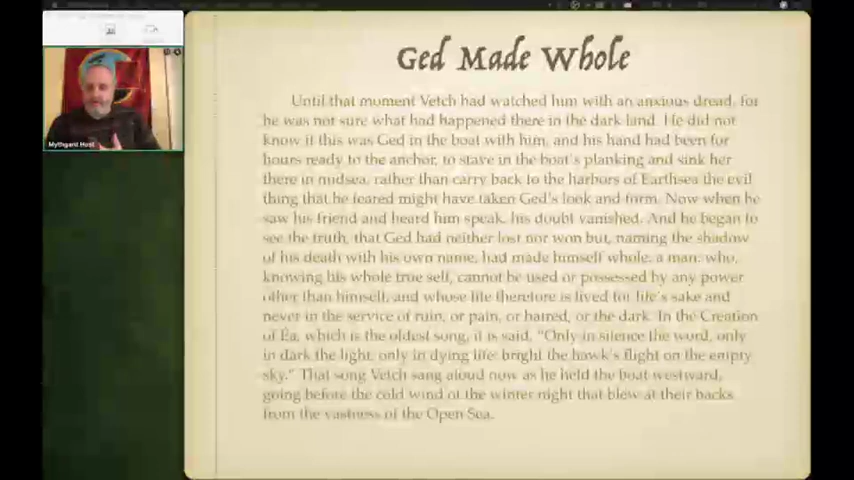 Ged Made Whole
Until that moment Vetch had watched him with an anxious dread, for
he was not sure what had happened there in the dark land. He did not
know if this was Ged in the boat with him, and his hand had been for
hours ready to the anchor, to stave in the boat's planking and sink her
there in midsea, rather than carry back to the harbors of Earthsea the evil
thing that he feared might have taken Ged's look and form. Now when he
saw his friend and heard him speak, his doubt vanished. And he began to
see the truth, that Ged had neither lost nor won but, naming the shadow
of his death with his own name, had made himself whole: a man: who,
knowing his whole true self, cannot be used or possessed by any power
other than himself, and whose life therefore is lived for life's sake and
never in the service of ruin, or pain, or hatred, or the dark. In the Creation
of Éa, which is the oldest song, it is said, "Only in silence the word, only
in dark the light, only in dying life: bright the hawk's flight on the empty
sky." That song Vetch sang aloud now as he held the boat westward,
going before the cold wind of the winter night that blew at their backs
from the vastness of the Open Sea.
Mythgard Host